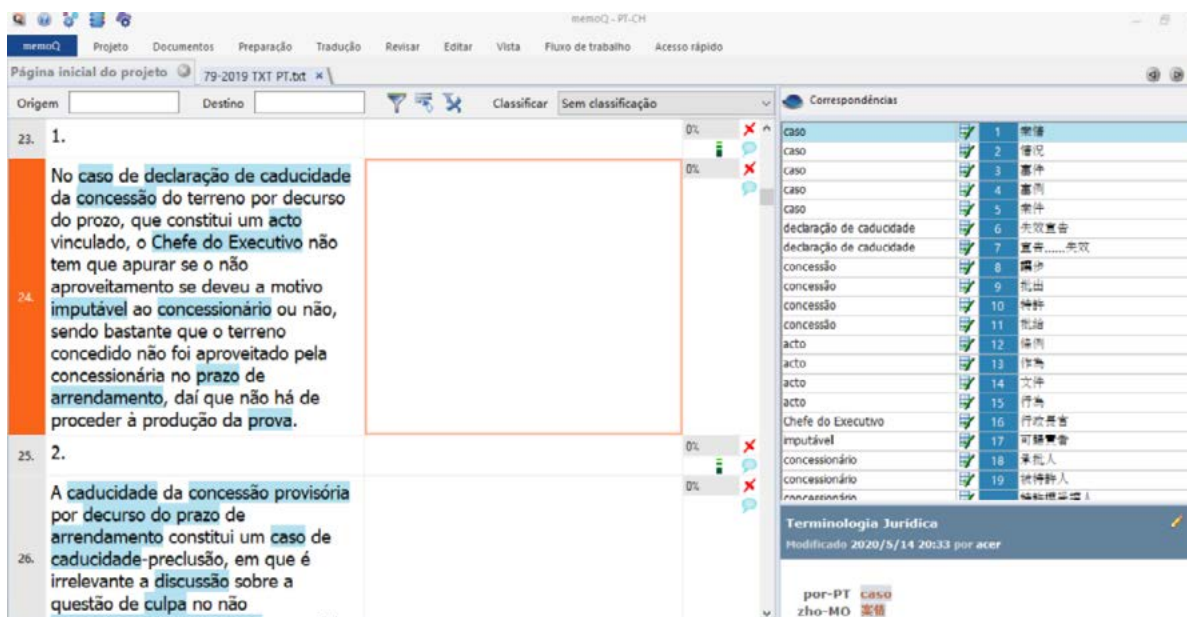 memoQ - PT-CH
memoQ Projeto Documentos Preparação Tradução Revisar Editar Vista Fluxo de trabalho Acesso rápido
Página inicial do projeto 79-2019 TXT PT.txt
Origem Destino Classificar Sem classificação
23. 1. 0%
24. 0%
No caso de declaração de caducidade
da concessão do terreno por decurso
do prozo, que constitui um acto
vinculado, o Chefe do Executivo não
tem que apurar se o não
aproveitamento se deveu a motivo
imputável ao concessionário ou não,
sendo bastante que o terreno
concedido não foi aproveitado pela
concessionária no prazo de
arrendamento, daí que não há de
proceder à produção da prova.
25. 2. 0%
26. 0%
A caducidade da concessão provisória
por decurso do prazo de
arrendamento constitui um caso de
caducidade-preclusão, em que é
irrelevante a discussão sobre a
questão de culpa no não
Correspondências
caso 1 案情
caso 2 情況
caso 3 事件
caso 4 案例
caso 5 案件
declaração de caducidade 6 失效宣告
declaração de caducidade 7 宣告......失效
concessão 8 讓步
concessão 9 批出
concessão 10 特許
concessão 11 批給
acto 12
acto 13 作為
acto 14 文件
acto 15 行為
Chefe do Executivo 16 行政長官
imputável 17 可歸責者
concessionário 18 承批人
concessionário 19 被特許人
concessionário
Terminologia Jurídica
Modificado 2020/5/14 20:33 por acer
por-PT caso
zho-MO 案情